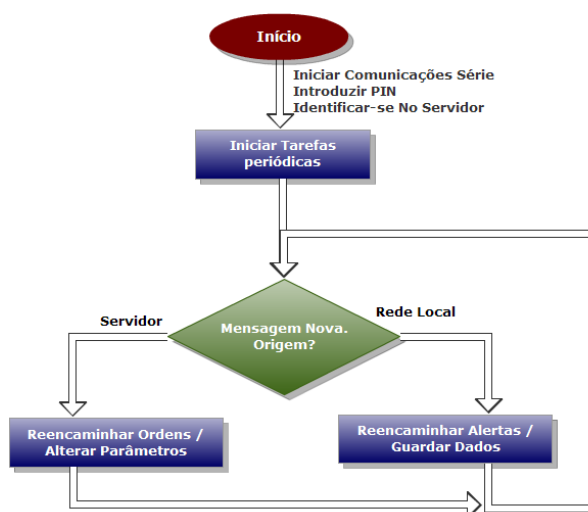 Início
Iniciar Comunicações Série
Introduzir PIN
Identificar-se No Servidor
Iniciar Tarefas
periódicas
Servidor
Rede Local
Mensagem Nova.
Origem?
Reencaminhar Ordens /
Alterar Parâmetros
Reencaminhar Alertas /
Guardar Dados